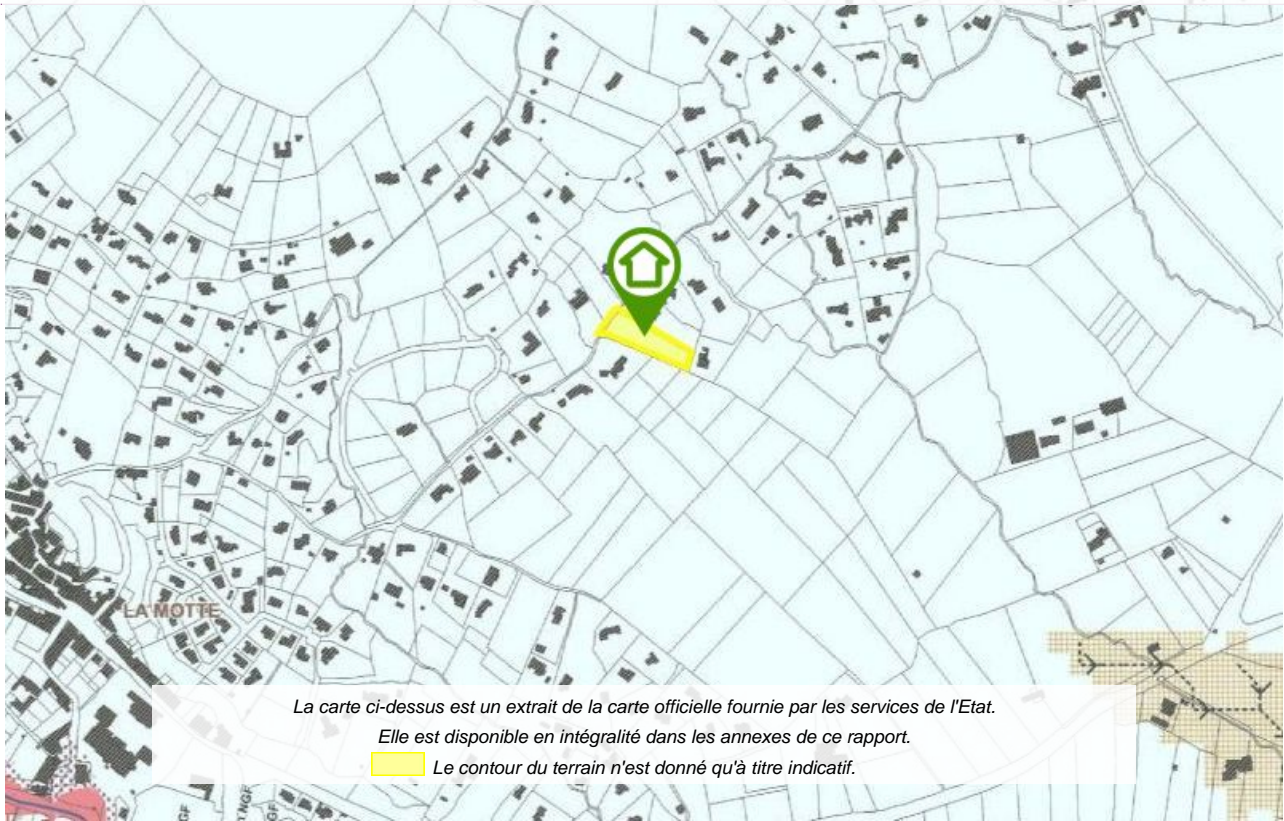 LA MOTTE
La carte ci-dessus est un extrait de la carte officielle fournie par les services de l'Etat.
Elle est disponible en intégralité dans les annexes de ce rapport.
Le contour du terrain n'est donné qu'à titre indicatif.